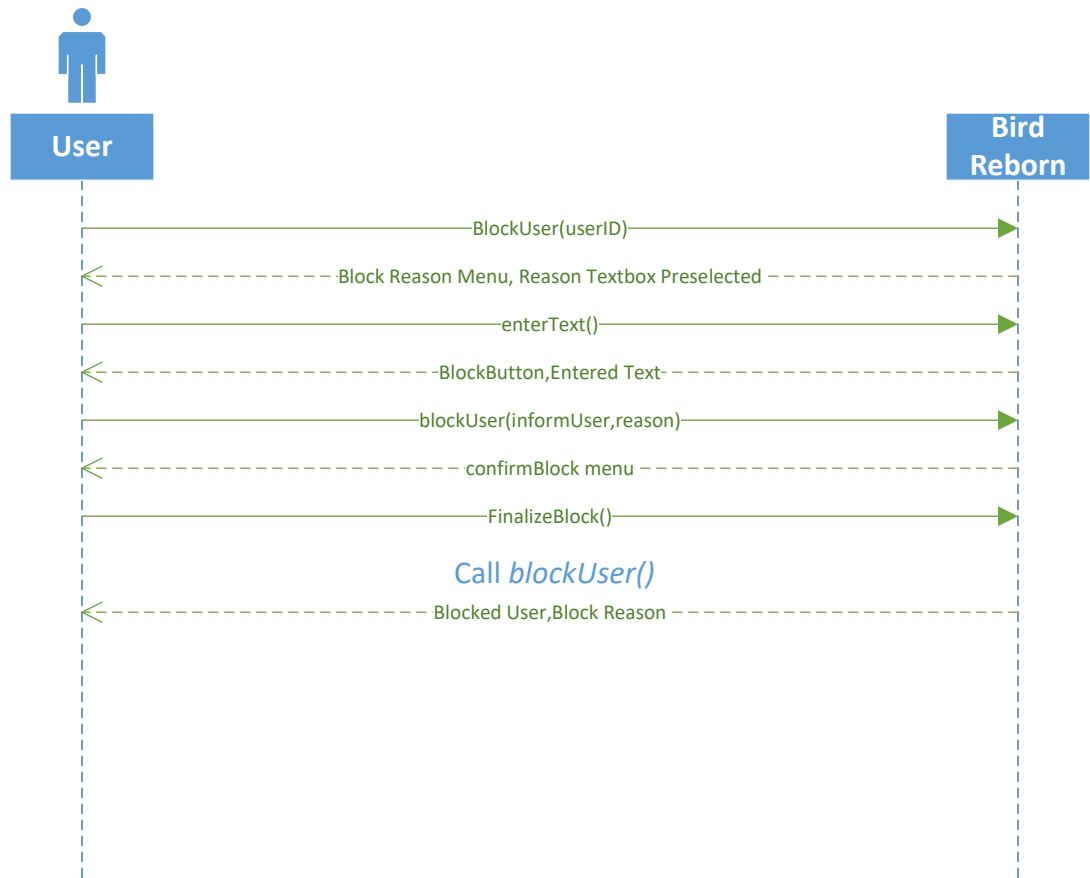 User
Bird
Reborn
BlockUser(userID)
Block Reason Menu, Reason Textbox Preselected
enterText()
BlockButton,Entered Text
blockUser(informUser,reason)
confirmBlock menu
FinalizeBlock()
Call blockUser()
Blocked User,Block Reason